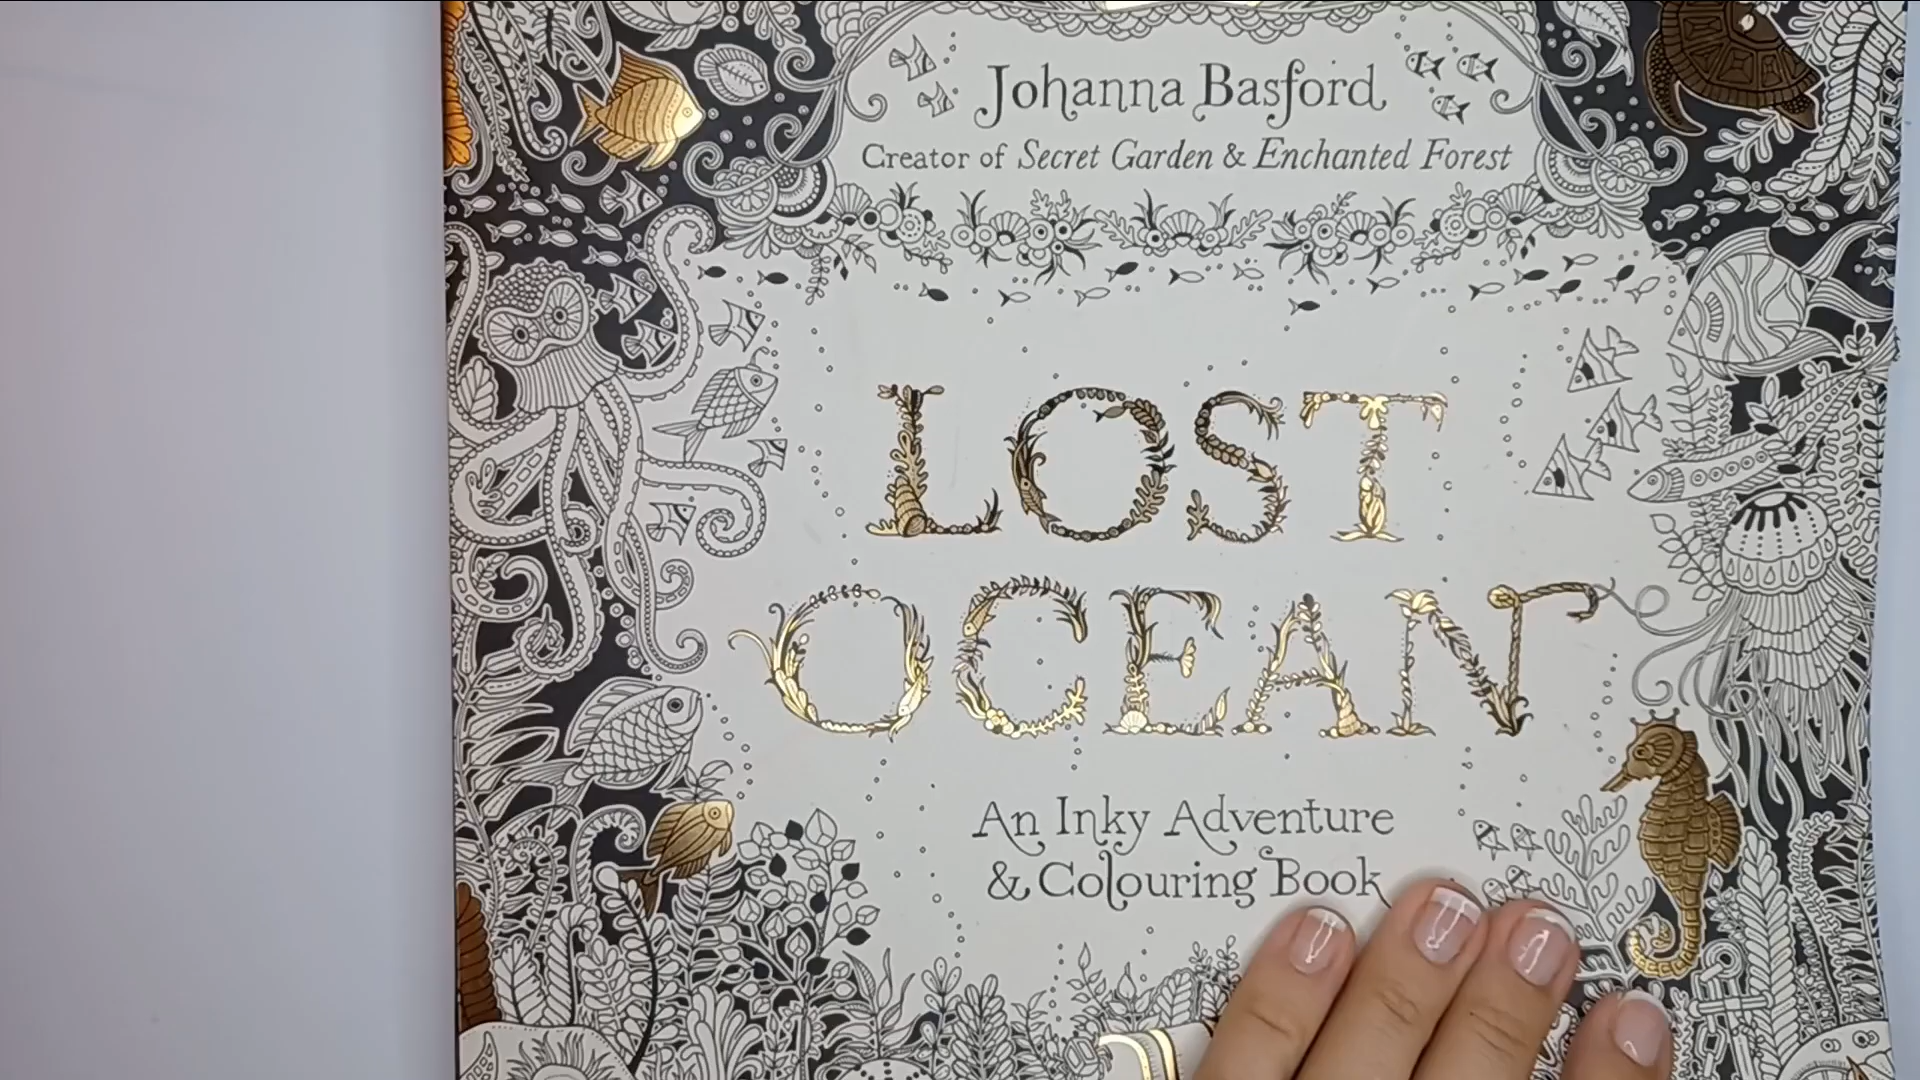 Johanna Basford
Creator of Secret Garden & Enchanted Forest
LOST
OCEAN
An Inky Adventure
& Colouring Book